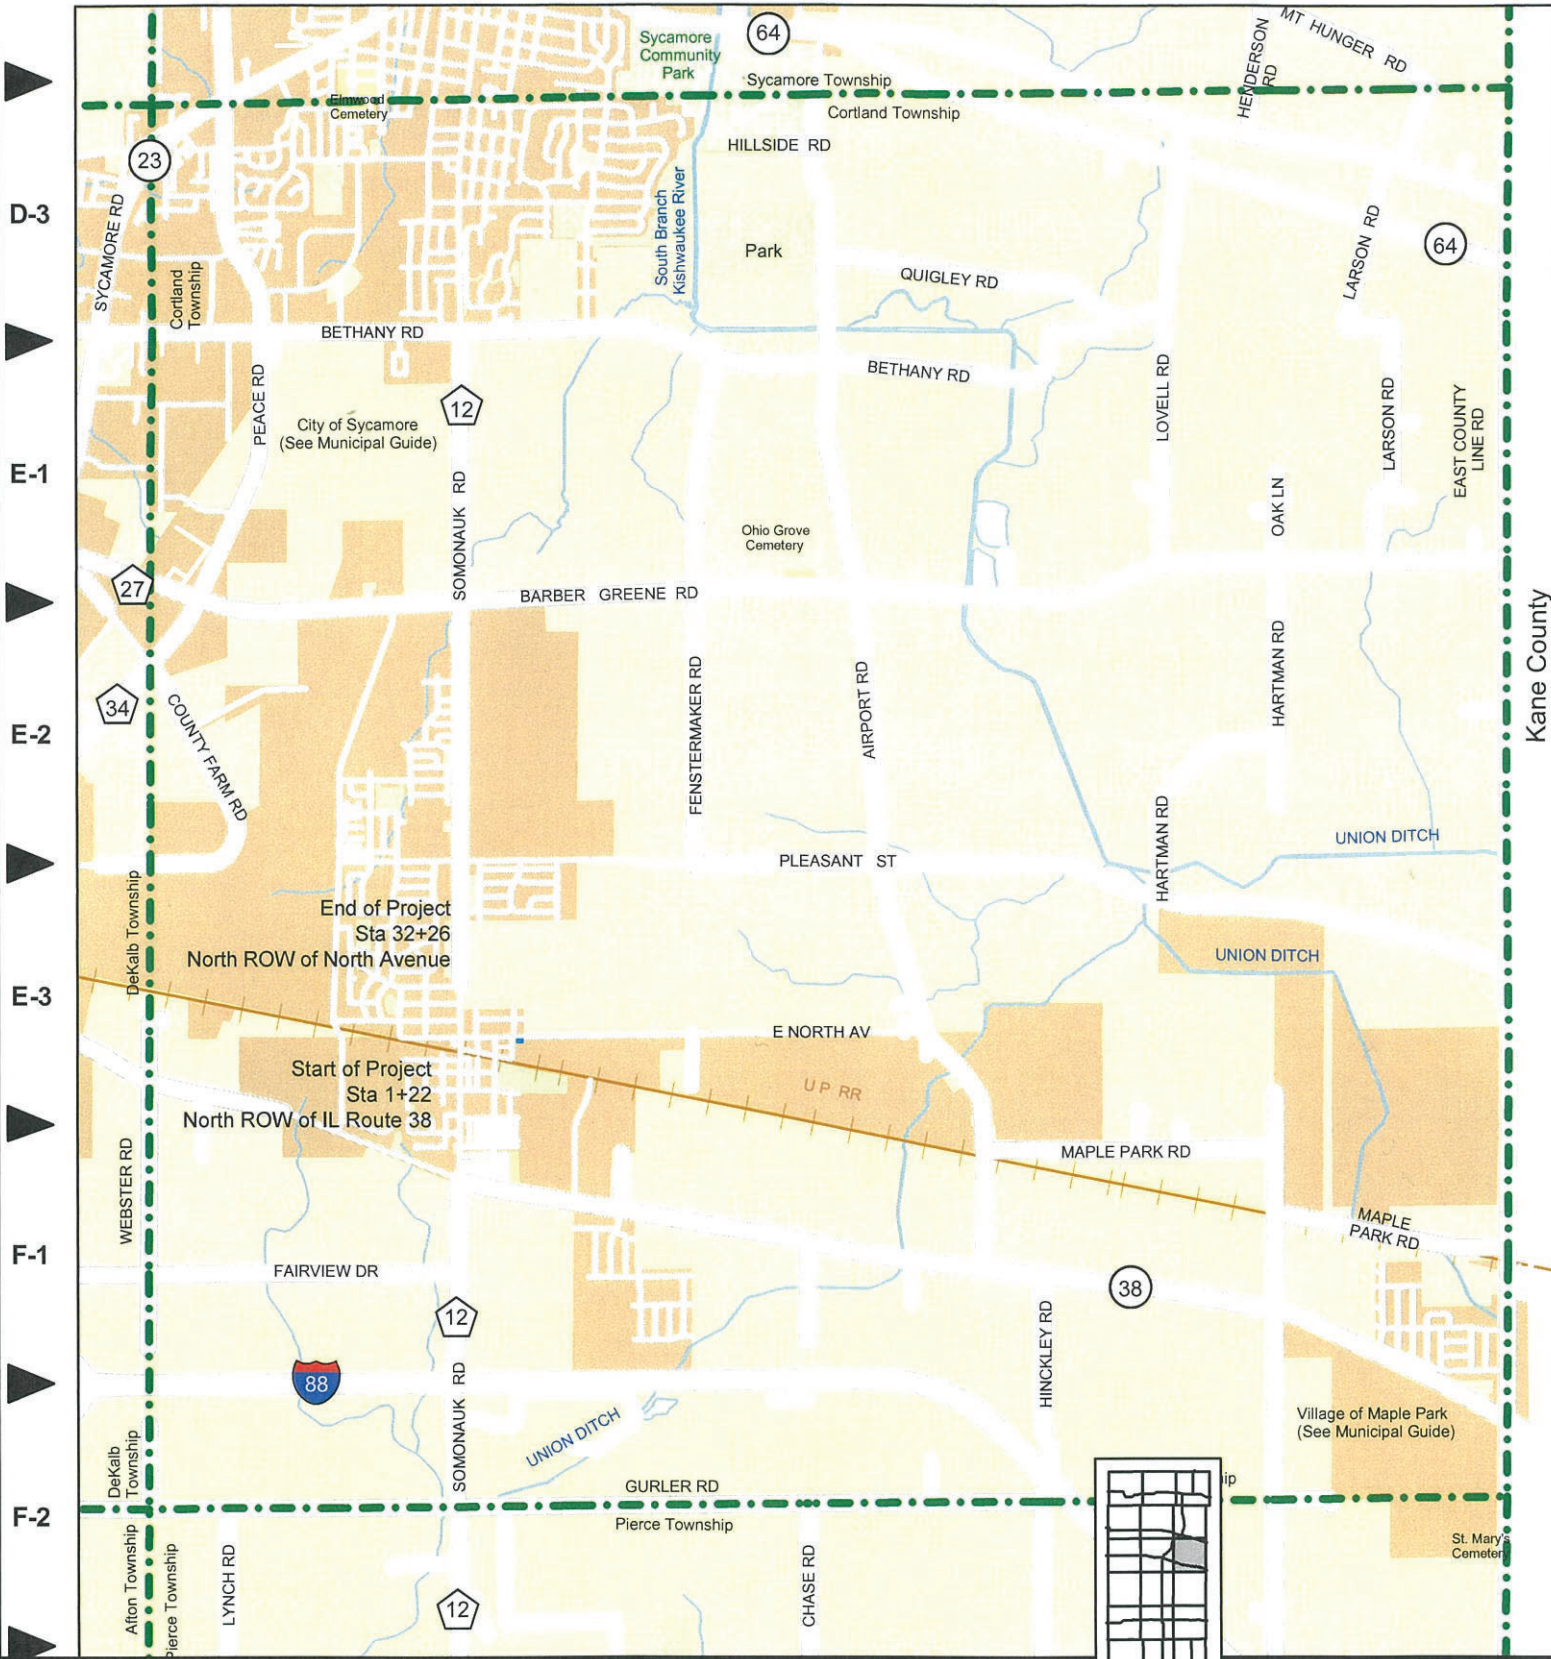 64
MT HUNGER RD
HENDERSON
RD
Sycamore
Community
Park
Sycamore Township
Elmwood
Cemetery
Cortland Township
HILLSIDE RD
23
D-3
SYCAMORE RD
South Branch
Kishwaukee River
Park
LARSON RD
64
Cortland
Township
QUIGLEY RD
BETHANY RD
BETHANY RD
PEACE RD
12
LOVELL RD
LARSON RD
EAST COUNTY
LINE RD
City of Sycamore
(See Municipal Guide)
E-1
SOMONAUK RD
OAK LN
Ohio Grove
Cemetery
27
BARBER GREENE RD
Kane County
34
COUNTY FARM RD
FENSTERMAKER RD
AIRPORT RD
HARTMAN RD
E-2
HARTMAN RD
UNION DITCH
PLEASANT ST
DeKalb Township
End of Project
Sta 32+26
North ROW of North Avenue
UNION DITCH
E-3
E NORTH AV
Start of Project
Sta 1+22
North ROW of IL Route 38
U P RR
WEBSTER RD
MAPLE PARK RD
MAPLE
PARK RD
F-1
FAIRVIEW DR
38
12
HINCKLEY RD
88
SOMONAUK RD
UNION DITCH
Village of Maple Park
(See Municipal Guide)
DeKalb
Township
GURLER RD
ip
F-2
Pierce Township
St. Mary's
Cemetery
Afton Township
Pierce Township
LYNCH RD
12
CHASE RD